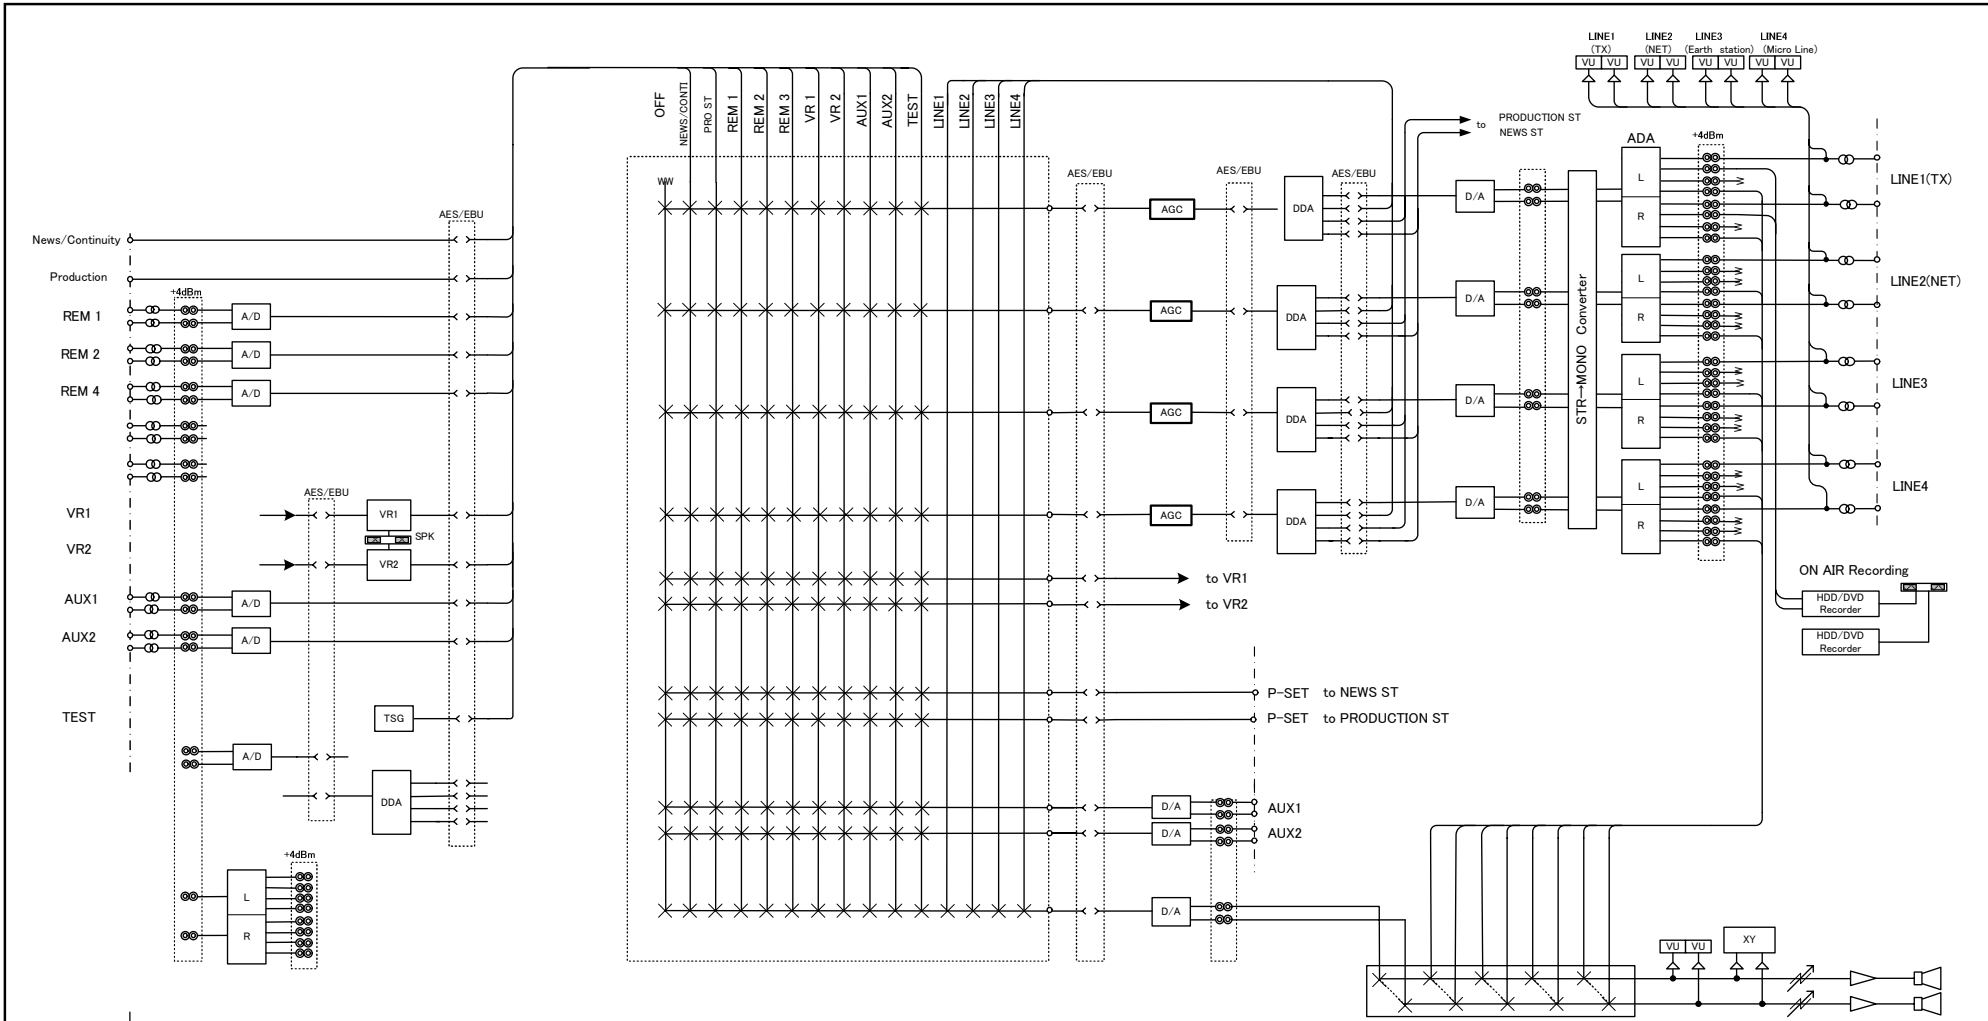 LINE1 LINE2 LINE3 LINE4
(TX) (NET) (Earth station) (Micro Line)
VU VU VU VU VU VU VU VU
OFF
NEWS/CONTI
PRO ST
REM 1
REM 2
REM 3
VR 1
VR 2
AUX1
AUX2
TEST
LINE1
LINE2
LINE3
LINE4
to PRODUCTION ST
NEWS ST
ADA
+4dBm
AES/EBU
AES/EBU
AES/EBU
AES/EBU
WW
AGC
DDA
D/A
L
R
LINE1(TX)
News/Continuity
Production
+4dBm
REM 1
A/D
AGC
DDA
D/A
STR→MONO Converter
L
R
LINE2(NET)
REM 2
A/D
REM 4
A/D
AGC
DDA
D/A
L
R
LINE3
AES/EBU
VR1
VR1
SPK
VR2
VR2
AGC
DDA
D/A
L
R
LINE4
to VR1
to VR2
ON AIR Recording
HDD/DVD
Recorder
HDD/DVD
Recorder
AUX1
A/D
AUX2
A/D
P-SET to NEWS ST
P-SET to PRODUCTION ST
TEST
TSG
A/D
DDA
D/A
AUX1
D/A
AUX2
+4dBm
L
R
D/A
VU VU
XY